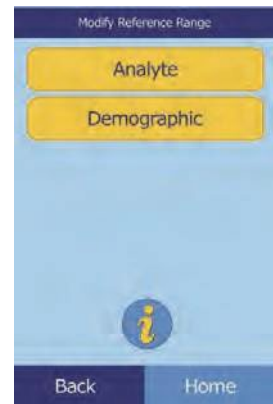 Modify Reference Range
Analyte
Demographic
i
Back
Home